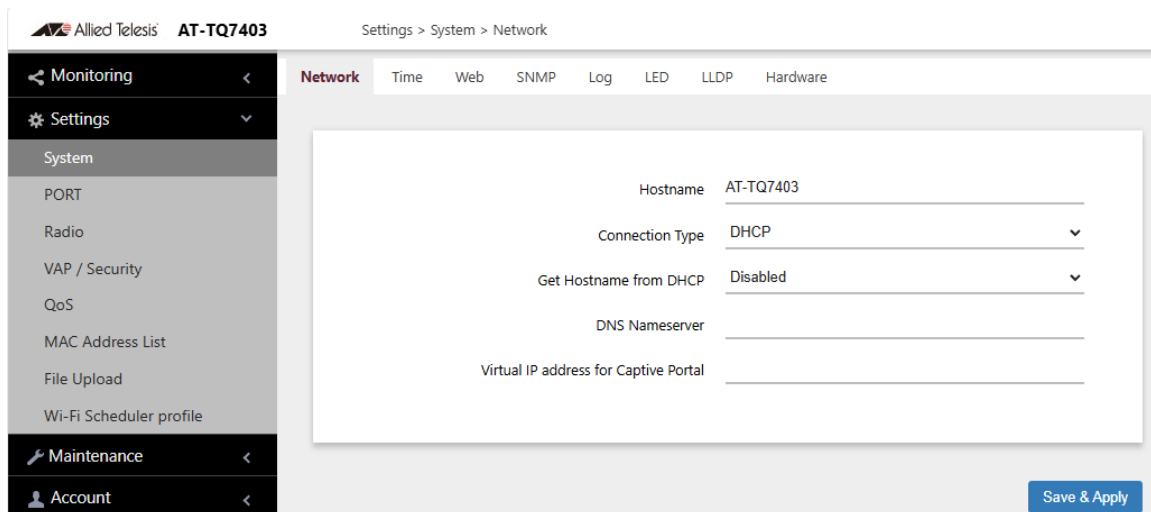 Allied Telesis AT-TQ7403
Settings > System > Network
Monitoring
Settings
System
PORT
Radio
VAP / Security
QoS
MAC Address List
File Upload
Wi-Fi Scheduler profile
Maintenance
Account
Network Time Web SNMP Log LED LLDP Hardware
Hostname AT-TQ7403
Connection Type DHCP
Get Hostname from DHCP Disabled
DNS Nameserver
Virtual IP address for Captive Portal
Save & Apply